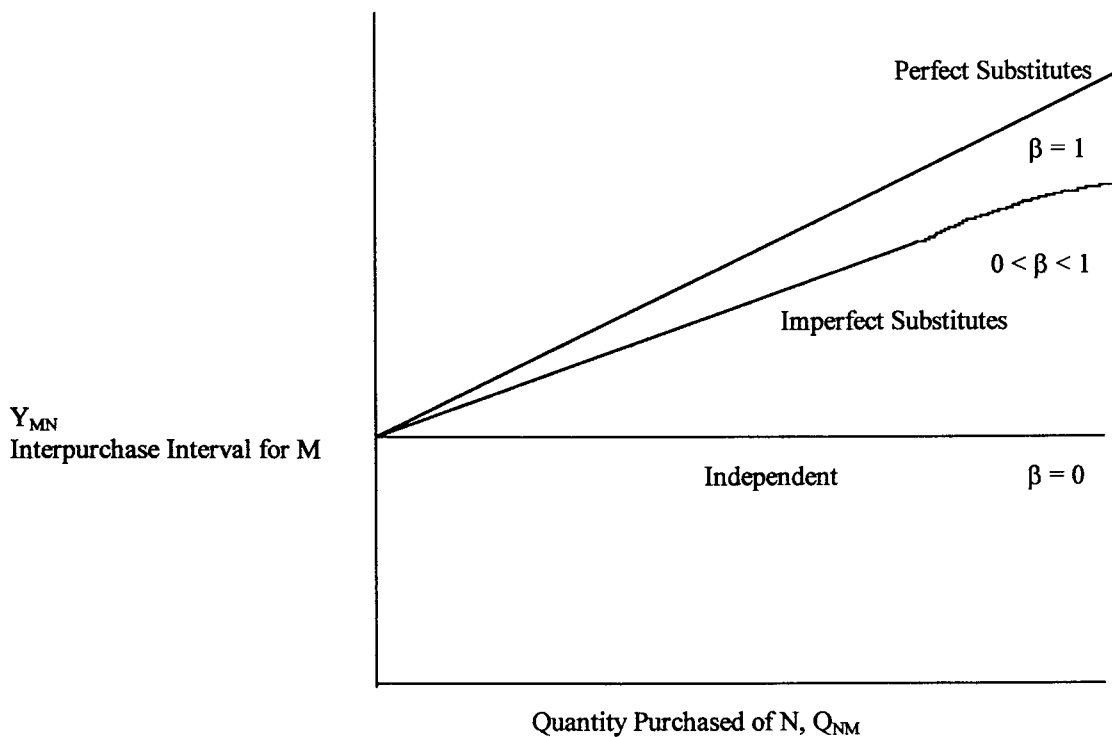 Perfect Substitutes
β = 1
0 < β < 1
Imperfect Substitutes
Y_MN
Interpurchase Interval for M
Independent
β = 0
Quantity Purchased of N, Q_NM